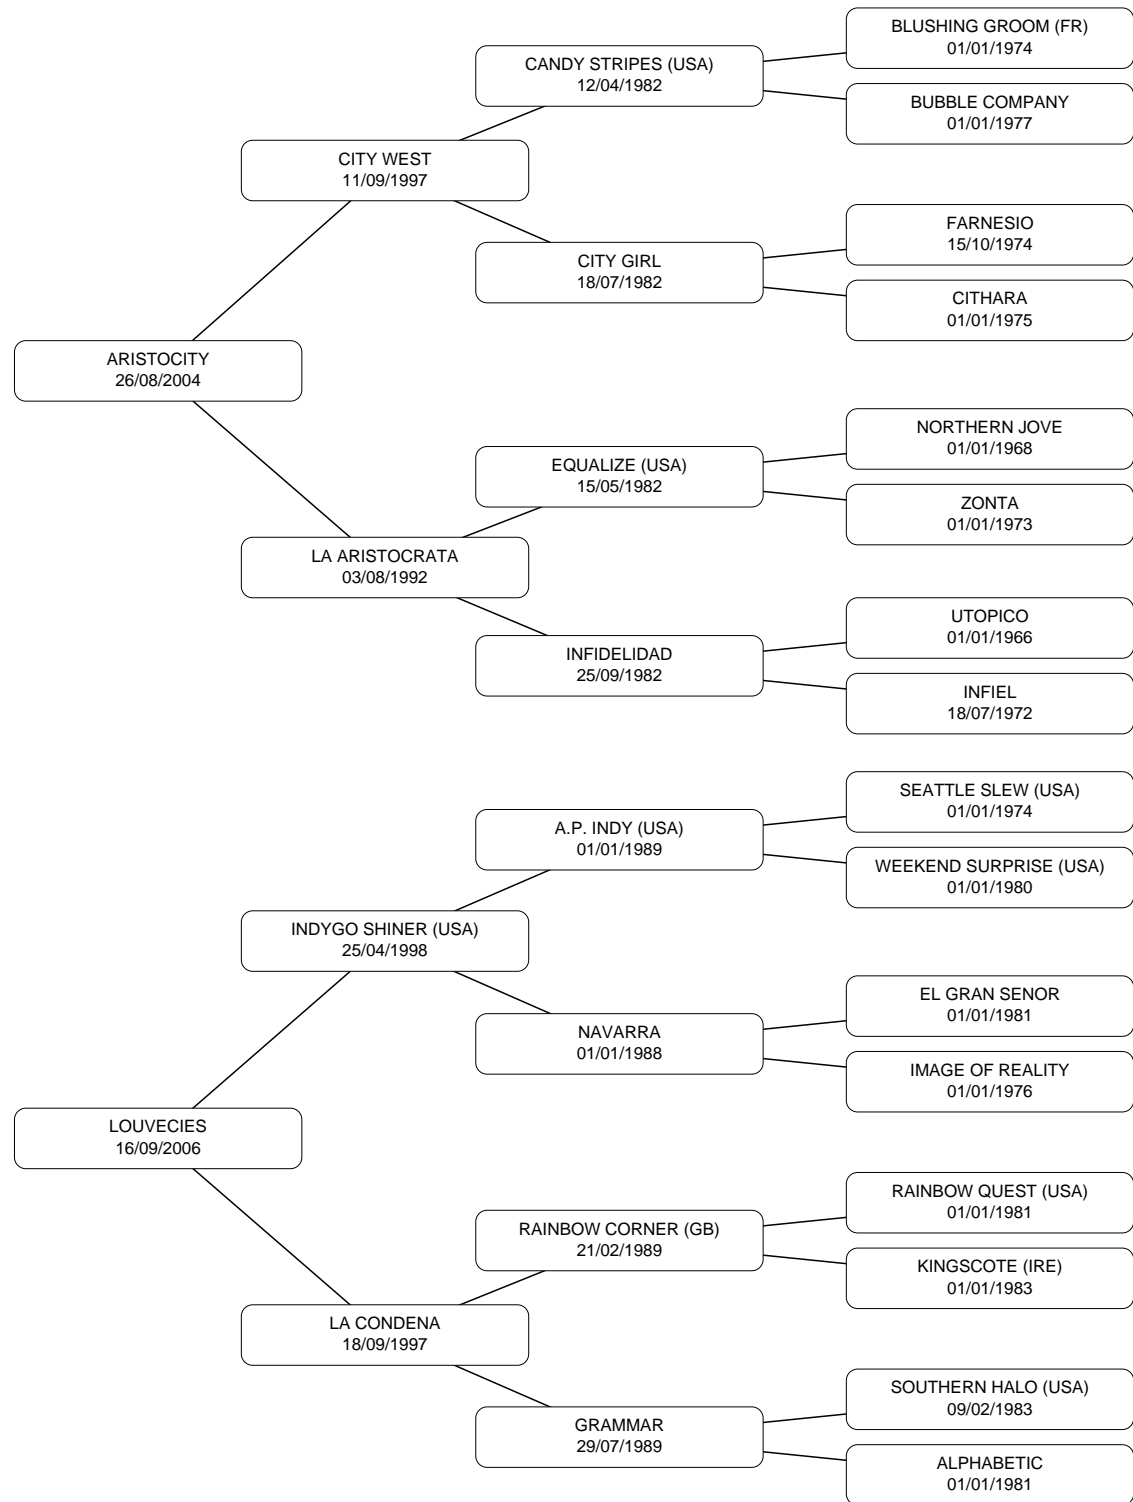 BLUSHING GROOM (FR)
01/01/1974
CANDY STRIPES (USA)
12/04/1982
BUBBLE COMPANY
01/01/1977
CITY WEST
11/09/1997
FARNESIO
15/10/1974
CITY GIRL
18/07/1982
CITHARA
01/01/1975
ARISTOCITY
26/08/2004
NORTHERN JOVE
01/01/1968
EQUALIZE (USA)
15/05/1982
ZONTA
01/01/1973
LA ARISTOCRATA
03/08/1992
UTOPICO
01/01/1966
INFIDELIDAD
25/09/1982
INFIEL
18/07/1972
SEATTLE SLEW (USA)
01/01/1974
A.P. INDY (USA)
01/01/1989
WEEKEND SURPRISE (USA)
01/01/1980
INDYGO SHINER (USA)
25/04/1998
EL GRAN SENOR
01/01/1981
NAVARRA
01/01/1988
IMAGE OF REALITY
01/01/1976
LOUVECIES
16/09/2006
RAINBOW QUEST (USA)
01/01/1981
RAINBOW CORNER (GB)
21/02/1989
KINGSCOTE (IRE)
01/01/1983
LA CONDENA
18/09/1997
SOUTHERN HALO (USA)
09/02/1983
GRAMMAR
29/07/1989
ALPHABETIC
01/01/1981